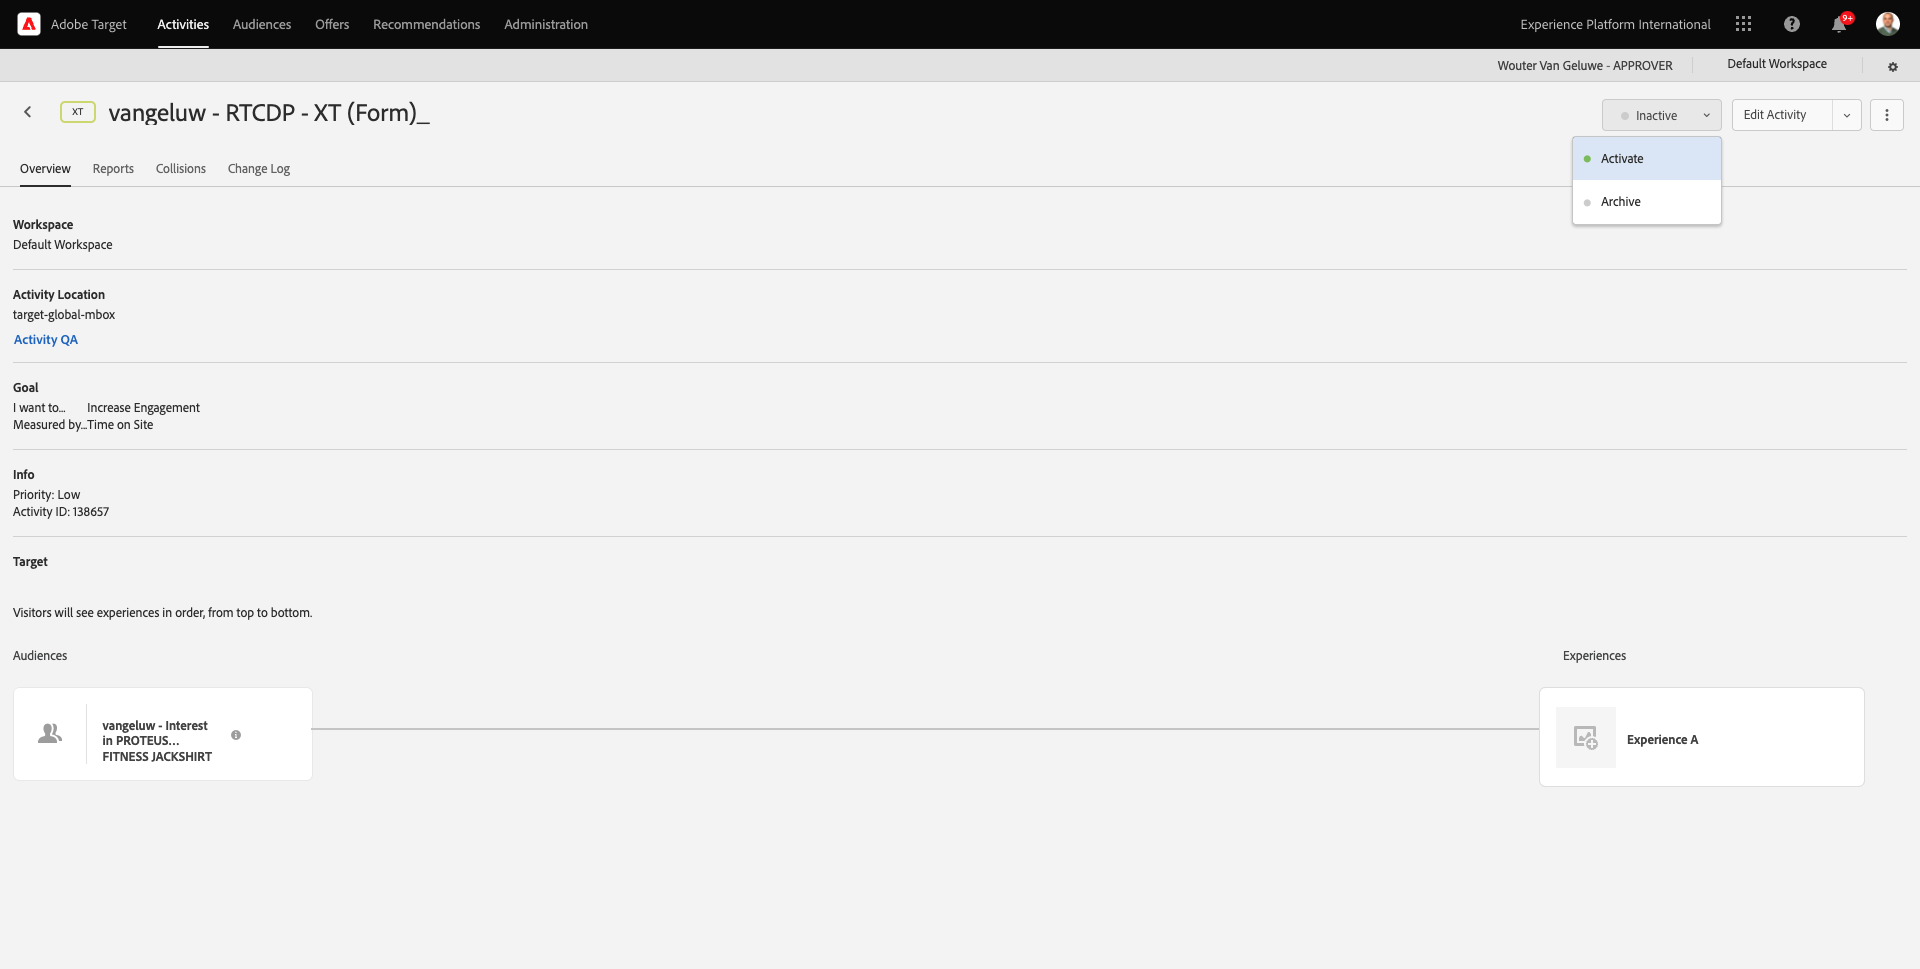 Adobe Target
Activities
Audiences
Offers
Recommendations
Administration
Experience Platform International
9+
Wouter Van Geluwe - APPROVER
Default Workspace
XT
vangeluw - RTCDP - XT (Form)_
Inactive
Edit Activity
Activate
Archive
Overview
Reports
Collisions
Change Log
Workspace
Default Workspace
Activity Location
target-global-mbox
Activity QA
Goal
I want to... Increase Engagement
Measured by...Time on Site
Info
Priority: Low
Activity ID: 138657
Target
Visitors will see experiences in order, from top to bottom.
Audiences
Experiences
vangeluw - Interest
in PROTEUS...
FITNESS JACKSHIRT
Experience A